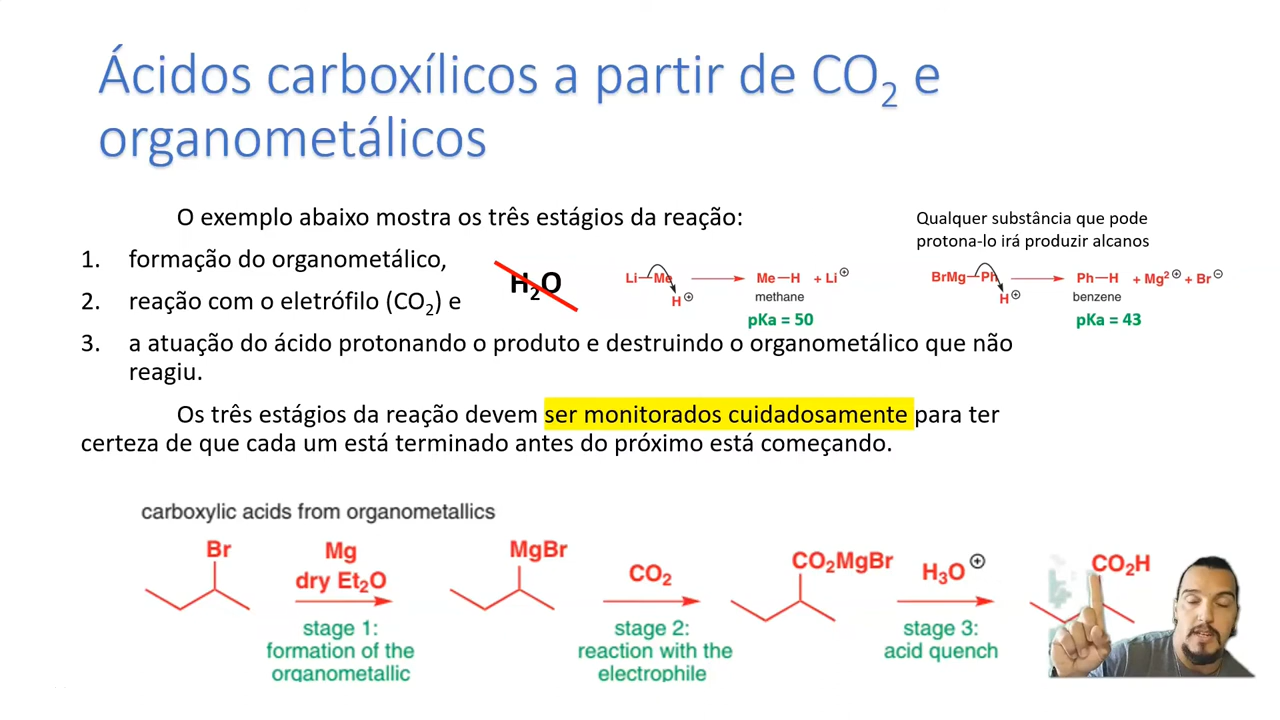 Ácidos carboxílicos a partir de CO₂ e
organometálicos
O exemplo abaixo mostra os três estágios da reação:
1. formação do organometálico,
2. reação com o eletrófilo (CO₂) e
3. a atuação do ácido protonando o produto e destruindo o organometálico que não
reagiu.
Os três estágios da reação devem ser monitorados cuidadosamente para ter
certeza de que cada um está terminado antes do próximo está começando.
H₂O
Li—Me
H⊕
Me—H + Li⊕
methane
pKa = 50
Qualquer substância que pode
protona-lo irá produzir alcanos
BrMg—Ph
H⊕
Ph—H + Mg²⊕ + Br⊖
benzene
pKa = 43
carboxylic acids from organometallics
Br
Mg
dry Et₂O
stage 1:
formation of the
organometallic
MgBr
CO₂
stage 2:
reaction with the
electrophile
CO₂MgBr
H₃O⊕
stage 3:
acid quench
CO₂H